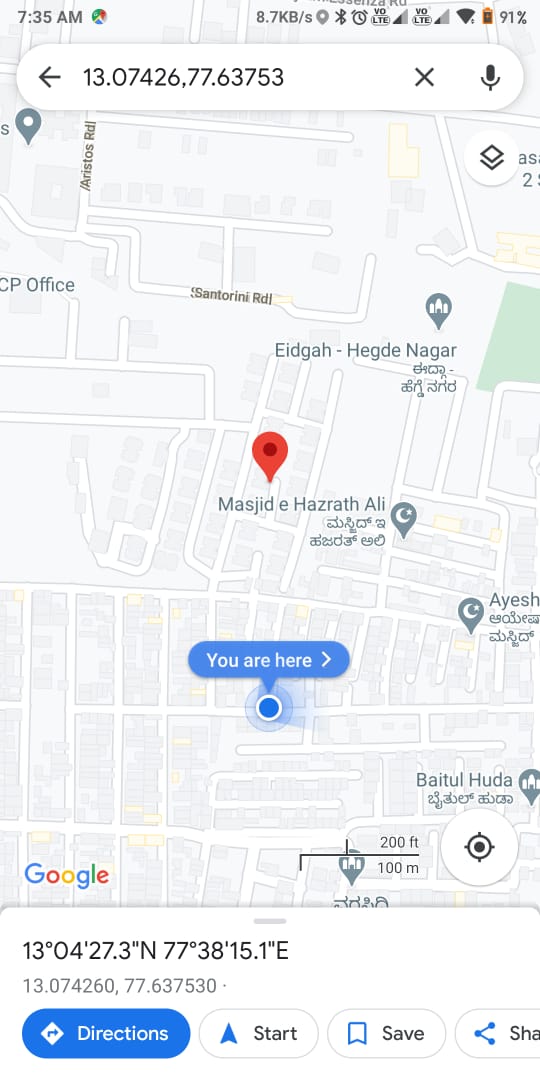 7:35 AM
8.7KB/s
VO
LTE
VO
LTE
91%
13.07426,77.63753
Aristos Rd
2
CP Office
Santorini Rd
Eidgah - Hegde Nagar
ಈದ್ಗಾ -
ಹೆಗ್ಡೆ ನಗರ
Masjid e Hazrath Ali
ಮಸ್ಜಿದ್ ಇ
ಹಜರತ್ ಅಲಿ
Ayesh
ಆಯೇಷಾ
ಮಸ್ಜಿದ್
You are here
Baitul Huda
ಬೈತುಲ್ ಹುಡಾ
200 ft
100 m
Google
13°04'27.3"N 77°38'15.1"E
13.074260, 77.637530 ·
Directions
Start
Save
Sha